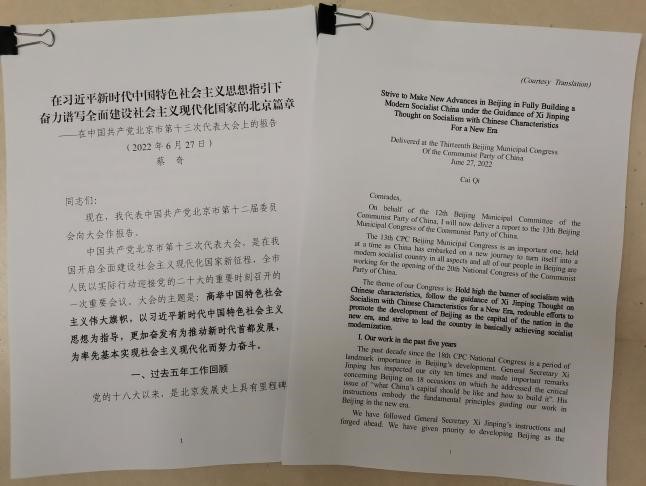 在习近平新时代中国特色社会主义思想指引下
奋力谱写全面建设社会主义现代化国家的北京篇章
——在中国共产党北京市第十三次代表大会上的报告
（2022 年 6 月 27 日）
蔡 奇
同志们：
现在，我代表中国共产党北京市第十二届委员
会向大会作报告。
中国共产党北京市第十三次代表大会，是在我
国开启全面建设社会主义现代化国家新征程，全市
人民以实际行动迎接党的二十大的重要时刻召开的
一次重要会议。大会的主题是：高举中国特色社会
主义伟大旗帜，以习近平新时代中国特色社会主义
思想为指导，更加奋发有为推动新时代首都发展，
为率先基本实现社会主义现代化而努力奋斗。
一、过去五年工作回顾
党的十八大以来，是北京发展史上具有里程碑
1
(Courtesy Translation)
Strive to Make New Advances in Beijing in Fully Building a
Modern Socialist China under the Guidance of Xi Jinping
Thought on Socialism with Chinese Characteristics
For a New Era
Delivered at the Thirteenth Beijing Municipal Congress
Of the Communist Party of China
June 27, 2022
Cai Qi
Comrades,
On behalf of the 12th Beijing Municipal Committee of the
Communist Party of China, I will now deliver a report to the 13th Beijing
Municipal Congress of the Communist Party of China.
The 13th CPC Beijing Municipal Congress is an important one, held
at a time as China has embarked on a new journey to turn itself into a
modern socialist country in all aspects and all of our people in Beijing are
working for the opening of the 20th National Congress of the Communist
Party of China.
The theme of our Congress is: Hold high the banner of socialism with
Chinese characteristics, follow the guidance of Xi Jinping Thought on
Socialism with Chinese Characteristics for a New Era, redouble efforts to
promote the development of Beijing as the capital of the nation in the
new era, and strive to lead the country in basically achieving socialist
modernization.
I. Our work in the past five years
The past decade since the 18th CPC National Congress is a period of
landmark importance in Beijing's development. General Secretary Xi
Jinping has inspected our city ten times and made important remarks
concerning Beijing on 18 occasions on which he addressed the critical
issue of "what China's capital should be like and how to build it". His
instructions embody the fundamental principles guiding our work in
Beijing in the new era.
We have followed General Secretary Xi Jinping's instructions and
forged ahead. We have given priority to developing Beijing as the
1